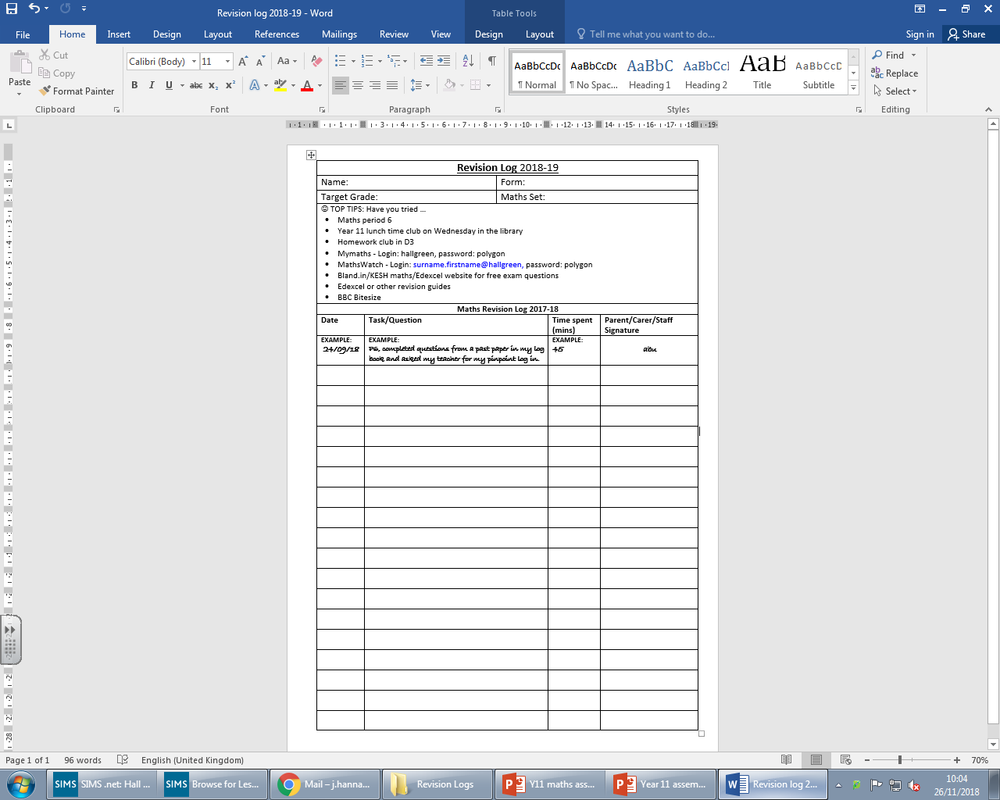 Revision log 2018-19 - Word
Table Tools
File Home Insert Design Layout References Mailings Review View Design Layout Tell me what you want to do... Sign in Share
Paste
Cut
Copy
Format Painter
Calibri (Body) 11
Clipboard Font Paragraph Styles Editing
AaBbCcDc AaBbCcDc AaBbC AaBbCcI AaB AaBbCcD
¶ Normal ¶ No Spac... Heading 1 Heading 2 Title Subtitle
Find
Replace
Select
Revision Log 2018-19
Name: Form:
Target Grade: Maths Set:
☺ TOP TIPS: Have you tried ...
• Maths period 6
• Year 11 lunch time club on Wednesday in the library
• Homework club in D3
• Mymaths - Login: hallgreen, password: polygon
• MathsWatch - Login: surname.firstname@hallgreen, password: polygon
• Bland.in/KESH maths/Edexcel website for free exam questions
• Edexcel or other revision guides
• BBC Bitesize
Maths Revision Log 2017-18
Date Task/Question Time spent (mins) Parent/Carer/Staff Signature
EXAMPLE: EXAMPLE: EXAMPLE:
24/09/18 P6, completed questions from a past paper in my log 45
book and asked my teacher for my pinpoint log in.
Page 1 of 1 96 words English (United Kingdom) 70%
SIMS .net: Hall ... Browse for Les... Mail – j.hanna... Revision Logs Y11 maths ass... Year 11 assem... Revision log 2...
10:04
26/11/2018